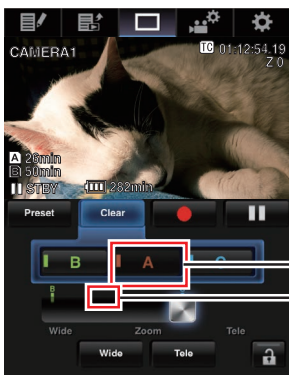 CAMERA1
TC 01:12:54.19
Z 0
A 26min
B 50min
STBY
282min
Preset
Clear
B
A
B
Wide
Zoom
Tele
Wide
Tele